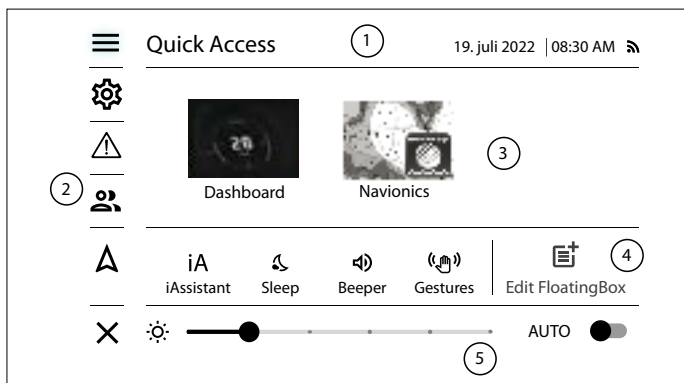 Quick Access
1
19. juli 2022
08:30 AM
20
3
Dashboard
Navionics
2
4
iA
iAssistant
Sleep
Beeper
Gestures
Edit FloatingBox
AUTO
5